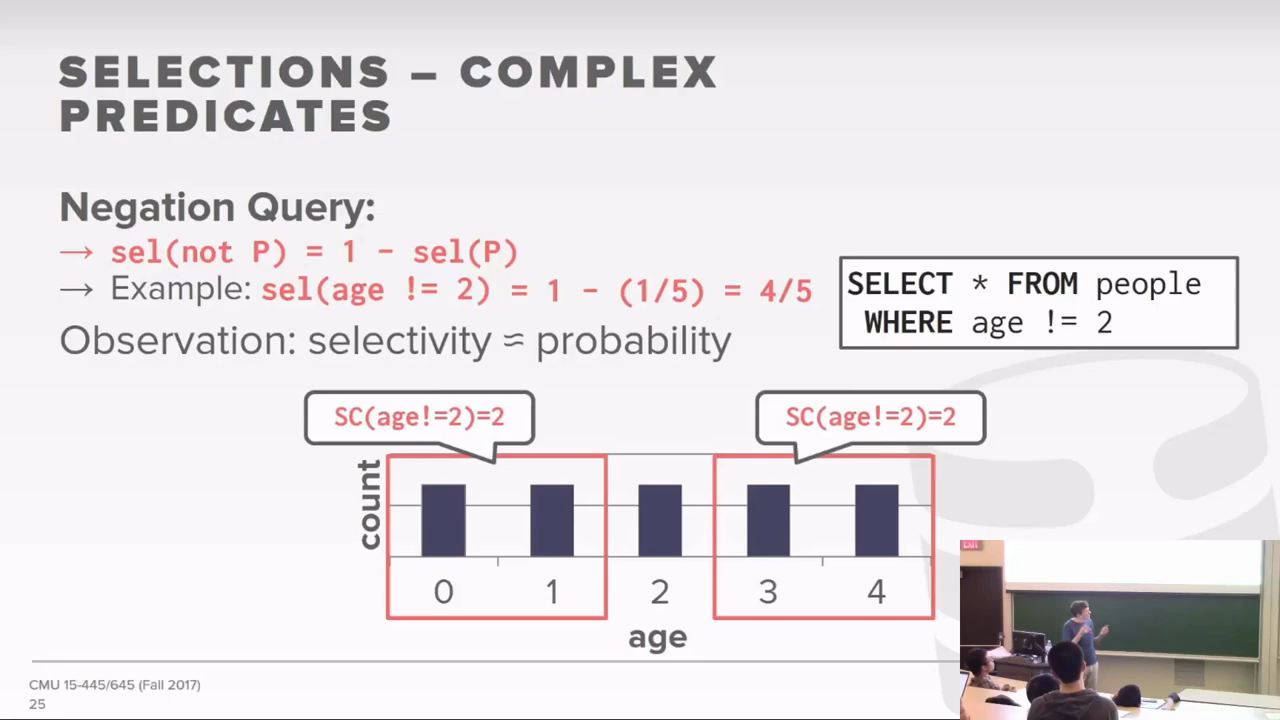 SELECTIONS – COMPLEX
PREDICATES
Negation Query:
→ sel(not P) = 1 - sel(P)
→ Example: sel(age != 2) = 1 - (1/5) = 4/5
Observation: selectivity ≈ probability
SELECT * FROM people
WHERE age != 2
SC(age!=2)=2
SC(age!=2)=2
count
0 1 2 3 4
age
CMU 15-445/645 (Fall 2017)
25
EXIT